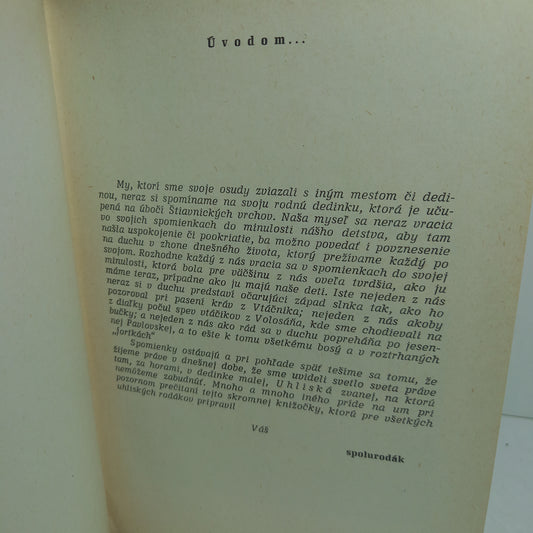 Úvodom...
My, ktorí sme svoje osudy zviazali s iným mestom či dedi-
nou, neraz si spomíname na svoju rodnú dedinku, ktorá je uču-
pená na úbočí Štiavnických vrchov. Naša myseľ sa neraz vracia
vo svojich spomienkach do minulosti nášho detstva, aby tam
našla uspokojenie či pookriatie, ba možno povedať i povznesenie
na duchu v zhone dnešného života, ktorý prežívame každý po
svojom. Rozhodne každý z nás vracia sa v spomienkach do svojej
minulosti, ktorá bola pre väčšinu z nás oveľa tvrdšia, ako ju
máme teraz, prípadne ako ju majú naše deti. Iste nejeden z nás
neraz si v duchu predstaví očarujúci západ slnka tak, ako ho
pozoroval pri pasení kráv z Vtáčnika; nejeden z nás akoby
z diaľky počul spev vtáčikov z Volosáňa, kde sme chodievali na
bučky; a nejeden z nás ako rád sa v duchu popreháňa po jesen-
nej Pavlovskej, a to ešte k tomu všetkému bosý a v roztrhaných
„Jorťkách"
Spomienky ostávajú a pri pohľade späť tešíme sa tomu, že
žijeme práve v dnešnej dobe, že sme uvideli svetlo sveta práve
tam, za horami, v dedinke malej, Uhliská zvanej, na ktorú
nemôžeme zabudnúť. Mnoho a mnoho iného príde na um pri
pozornom prečítaní tejto skromnej knižočky, ktorú pre všetkých
uhliských rodákov pripravil
Váš
spolurodák